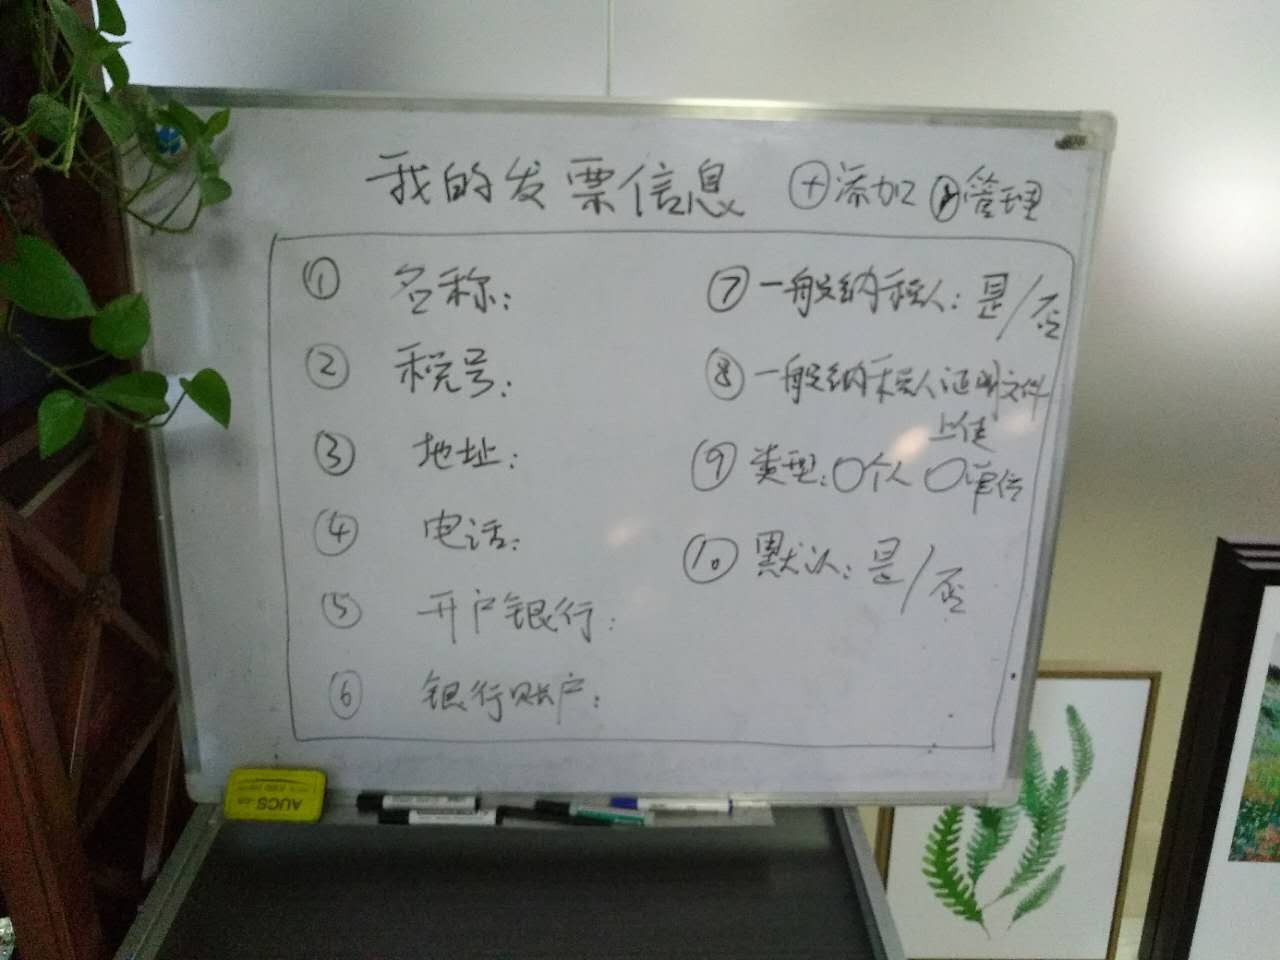 我的发票信息 ⊕添加 管理
① 名称:
② 税号:
③ 地址:
④ 电话:
⑤ 开户银行:
⑥ 银行账户:
⑦ 一般纳税人: 是/否
⑧ 一般纳税人证明文件
上传
⑨ 类型: ○个人 ○单位
⑩ 默认: 是/否
AUCS